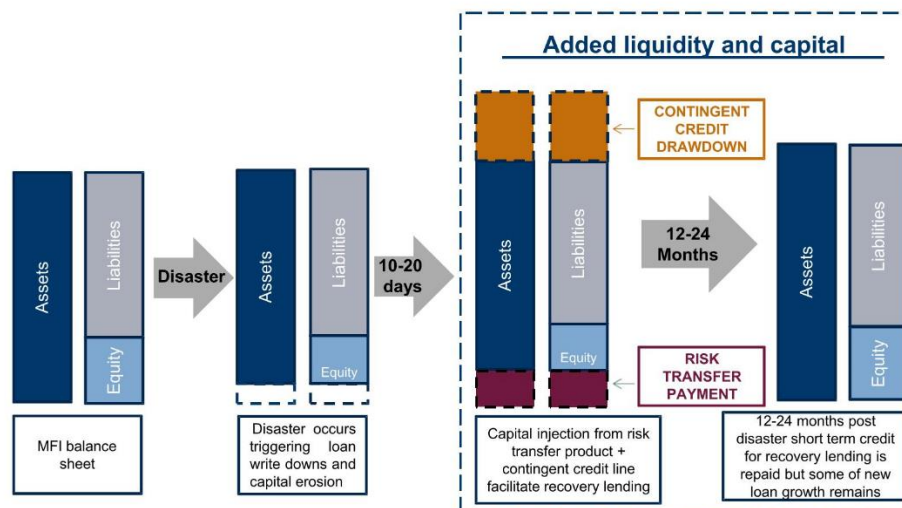 Added liquidity and capital
CONTINGENT
CREDIT
DRAWDOWN
Assets
Liabilities
Equity
Disaster
Assets
Liabilities
Equity
10-20
days
Assets
Liabilities
Equity
12-24
Months
RISK
TRANSFER
PAYMENT
Assets
Liabilities
Equity
MFI balance
sheet
Disaster occurs
triggering loan
write downs and
capital erosion
Capital injection from risk
transfer product +
contingent credit line
facilitate recovery lending
12-24 months post
disaster short term credit
for recovery lending is
repaid but some of new
loan growth remains